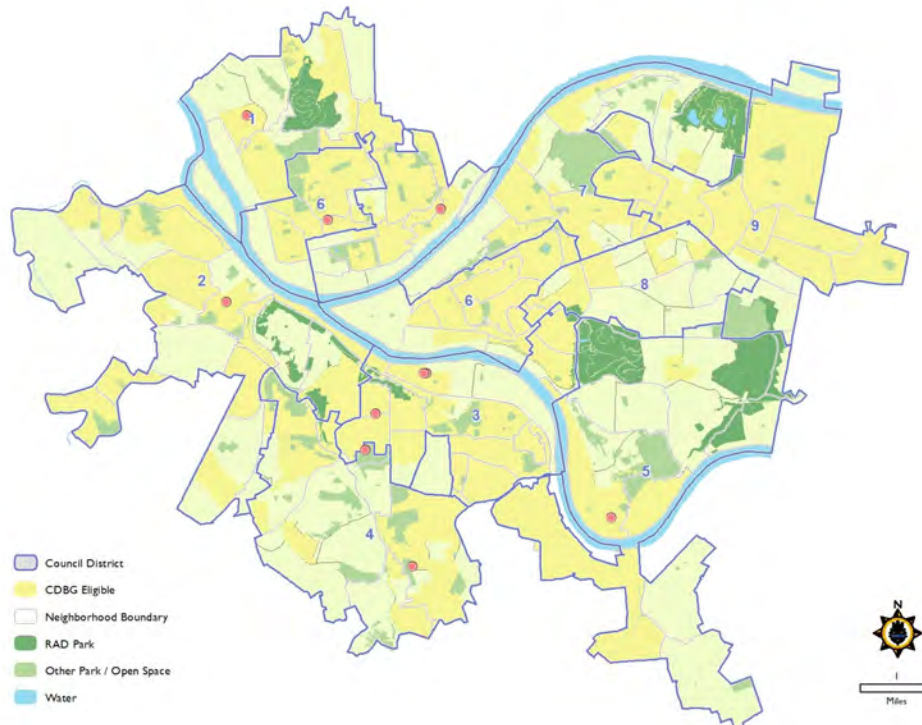 1
6
7
9
2
6
8
3
5
4
Council District
CDBG Eligible
Neighborhood Boundary
RAD Park
Other Park / Open Space
Water
N
1
Miles